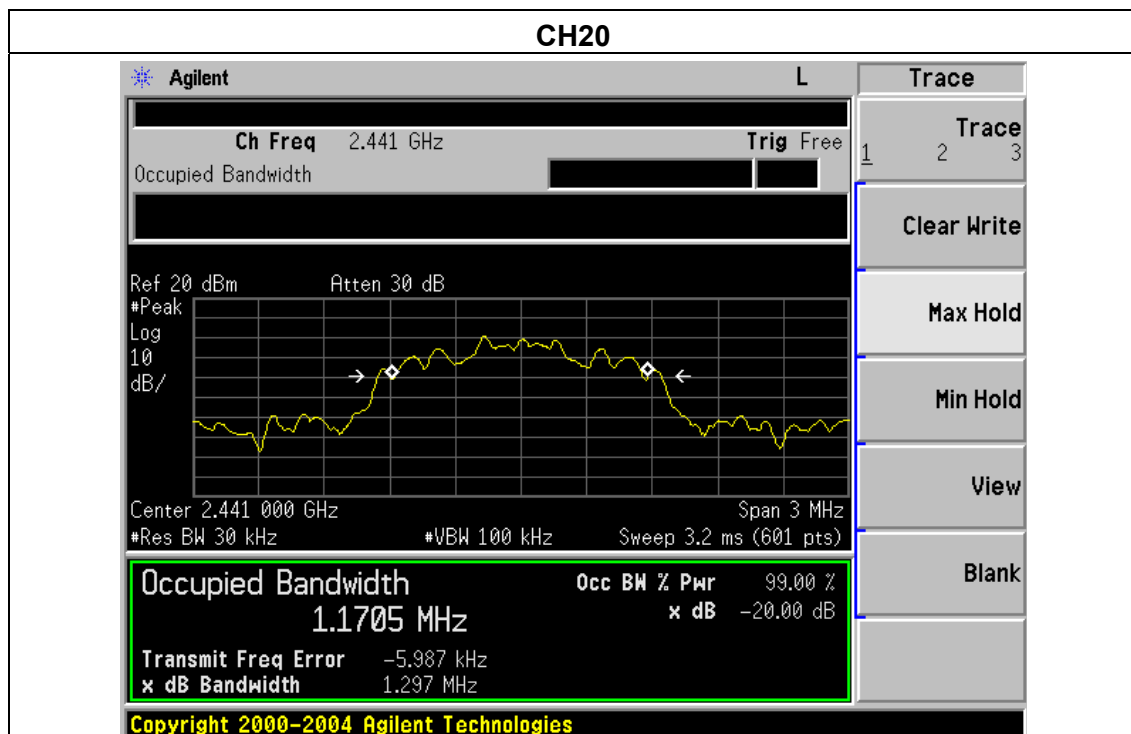 CH20
Agilent L Trace
Ch Freq 2.441 GHz Trig Free
Occupied Bandwidth
Trace
1 2 3
Clear Write
Ref 20 dBm Atten 30 dB
#Peak
Log
10
dB/
Max Hold
Min Hold
View
Center 2.441 000 GHz Span 3 MHz
#Res BW 30 kHz #VBW 100 kHz Sweep 3.2 ms (601 pts)
Blank
Occupied Bandwidth Occ BW % Pwr 99.00 %
1.1705 MHz x dB -20.00 dB
Transmit Freq Error -5.987 kHz
x dB Bandwidth 1.297 MHz
Copyright 2000-2004 Agilent Technologies